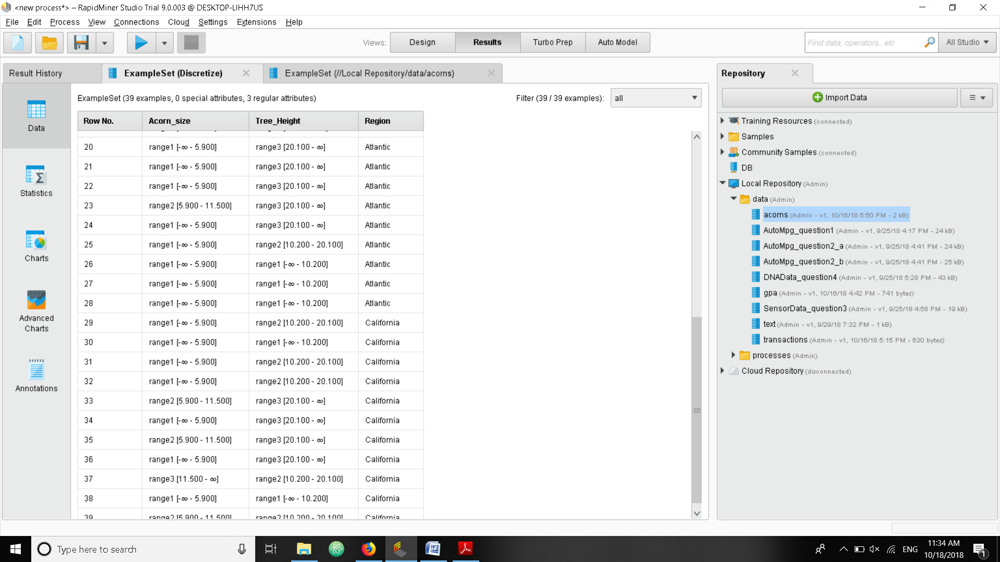 <new process*> – RapidMiner Studio Trial 9.0.003 @ DESKTOP-LIHH7US
File Edit Process View Connections Cloud Settings Extensions Help
Views: Design Results Turbo Prep Auto Model
Find data, operators...etc
All Studio
Result History
ExampleSet (Discretize)
ExampleSet (//Local Repository/data/acorns)
Data
Statistics
Charts
Advanced
Charts
Annotations
ExampleSet (39 examples, 0 special attributes, 3 regular attributes)
Filter (39 / 39 examples): all
Row No. Acorn_size Tree_Height Region
20 range1 [-∞ - 5.900] range3 [20.100 - ∞] Atlantic
21 range1 [-∞ - 5.900] range3 [20.100 - ∞] Atlantic
22 range1 [-∞ - 5.900] range3 [20.100 - ∞] Atlantic
23 range2 [5.900 - 11.500] range3 [20.100 - ∞] Atlantic
24 range1 [-∞ - 5.900] range3 [20.100 - ∞] Atlantic
25 range1 [-∞ - 5.900] range2 [10.200 - 20.100] Atlantic
26 range1 [-∞ - 5.900] range1 [-∞ - 10.200] Atlantic
27 range1 [-∞ - 5.900] range1 [-∞ - 10.200] Atlantic
28 range1 [-∞ - 5.900] range1 [-∞ - 10.200] Atlantic
29 range1 [-∞ - 5.900] range2 [10.200 - 20.100] California
30 range1 [-∞ - 5.900] range1 [-∞ - 10.200] California
31 range1 [-∞ - 5.900] range2 [10.200 - 20.100] California
32 range1 [-∞ - 5.900] range2 [10.200 - 20.100] California
33 range2 [5.900 - 11.500] range3 [20.100 - ∞] California
34 range1 [-∞ - 5.900] range3 [20.100 - ∞] California
35 range2 [5.900 - 11.500] range3 [20.100 - ∞] California
36 range1 [-∞ - 5.900] range3 [20.100 - ∞] California
37 range3 [11.500 - ∞] range2 [10.200 - 20.100] California
38 range1 [-∞ - 5.900] range1 [-∞ - 10.200] California
39 range2 [5.900 - 11.500] range2 [10.200 - 20.100] California
Repository
Import Data
Training Resources (connected)
Samples
Community Samples (connected)
DB
Local Repository (Admin)
data (Admin)
acorns (Admin - v1, 10/16/18 5:50 PM - 2 kB)
AutoMpg_question1 (Admin - v1, 9/25/18 4:17 PM - 24 kB)
AutoMpg_question2_a (Admin - v1, 9/25/18 4:41 PM - 24 kB)
AutoMpg_question2_b (Admin - v1, 9/25/18 4:41 PM - 25 kB)
DNAData_question4 (Admin - v1, 9/25/18 5:28 PM - 43 kB)
gpa (Admin - v1, 10/16/18 4:42 PM - 741 bytes)
SensorData_question3 (Admin - v1, 9/25/18 4:58 PM - 19 kB)
text (Admin - v1, 9/29/18 7:32 PM - 1 kB)
transactions (Admin - v1, 10/16/18 5:15 PM - 630 bytes)
processes (Admin)
Cloud Repository (disconnected)
Type here to search
ENG
11:34 AM
10/18/2018
1